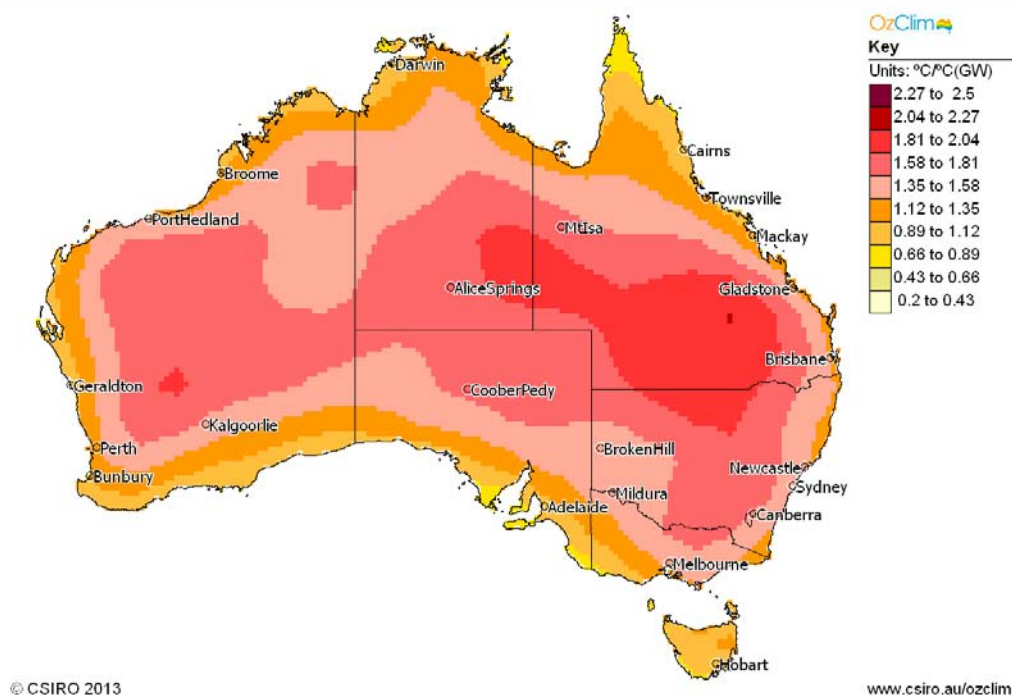 OzClim
Key
Units: ºC/ºC(GW)
2.27 to 2.5
2.04 to 2.27
1.81 to 2.04
1.58 to 1.81
1.35 to 1.58
1.12 to 1.35
0.89 to 1.12
0.66 to 0.89
0.43 to 0.66
0.2 to 0.43
Darwin
Cairns
Broome
Townsville
PortHedland
MtIsa
Mackay
AliceSprings
Gladstone
Brisbane
Geraldton
CooberPedy
Kalgoorlie
Perth
BrokenHill
Newcastle
Bunbury
Sydney
Mildura
Adelaide
Canberra
Melbourne
Hobart
© CSIRO 2013
www.csiro.au/ozclim